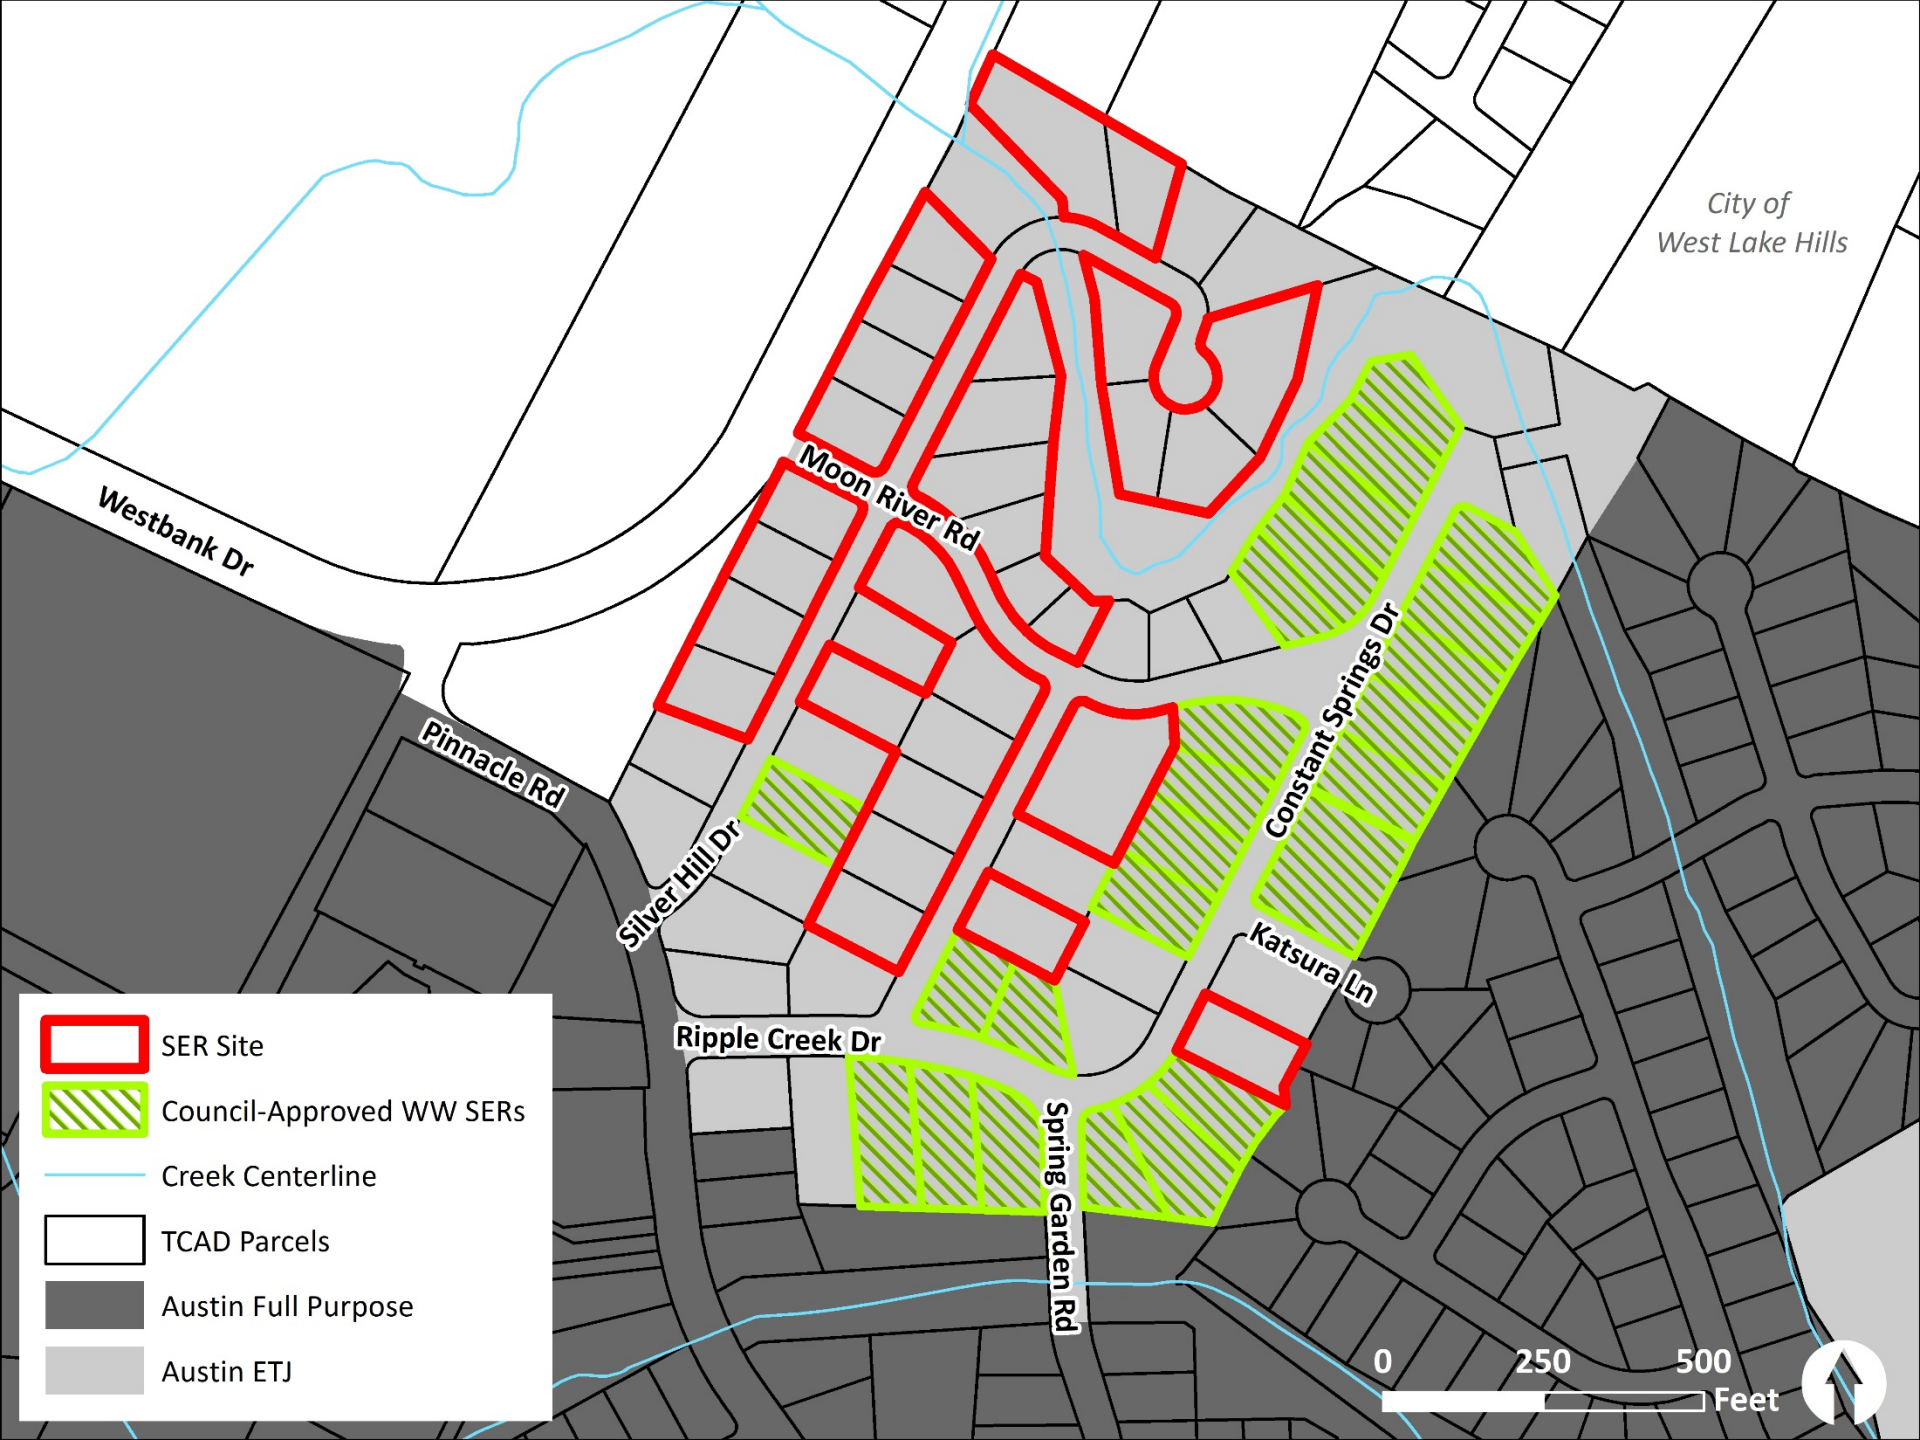 City of
West Lake Hills
Westbank Dr
Moon River Rd
Pinnacle Rd
Constant Springs Dr
Silver Hill Dr
Katsura Ln
Ripple Creek Dr
Spring Garden Rd
SER Site
Council-Approved WW SERs
Creek Centerline
TCAD Parcels
Austin Full Purpose
Austin ETJ
0 250 500
Feet